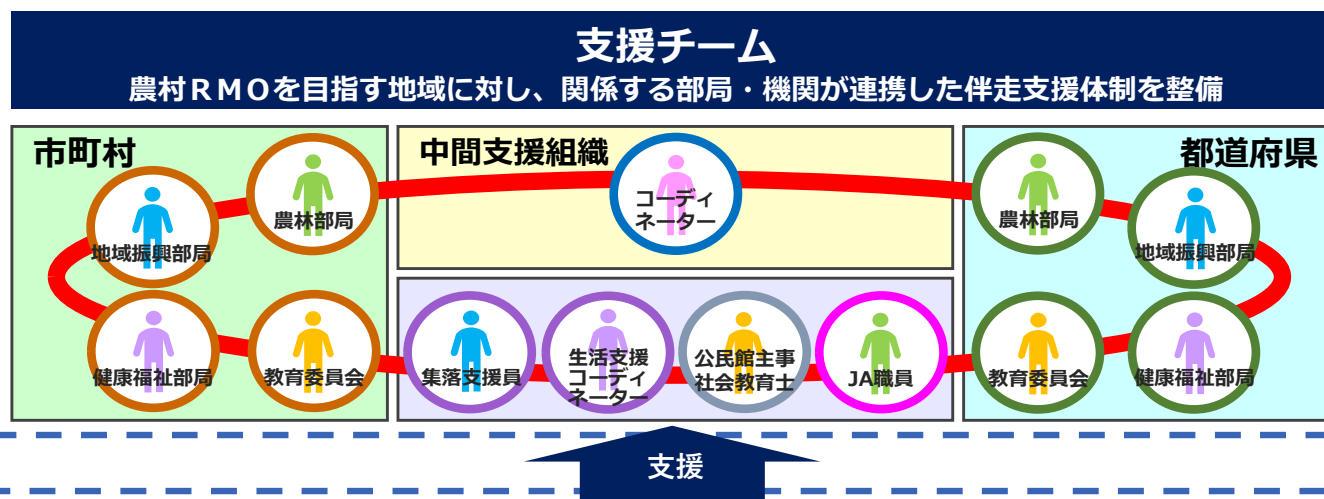 支援チーム
農村RMOを目指す地域に対し、関係する部局・機関が連携した伴走支援体制を整備
市町村
地域振興部局
農林部局
健康福祉部局
教育委員会
中間支援組織
コーディ
ネーター
集落支援員
生活支援
コーディ
ネーター
公民館主事
社会教育士
JA職員
都道府県
農林部局
地域振興部局
教育委員会
健康福祉部局
支援